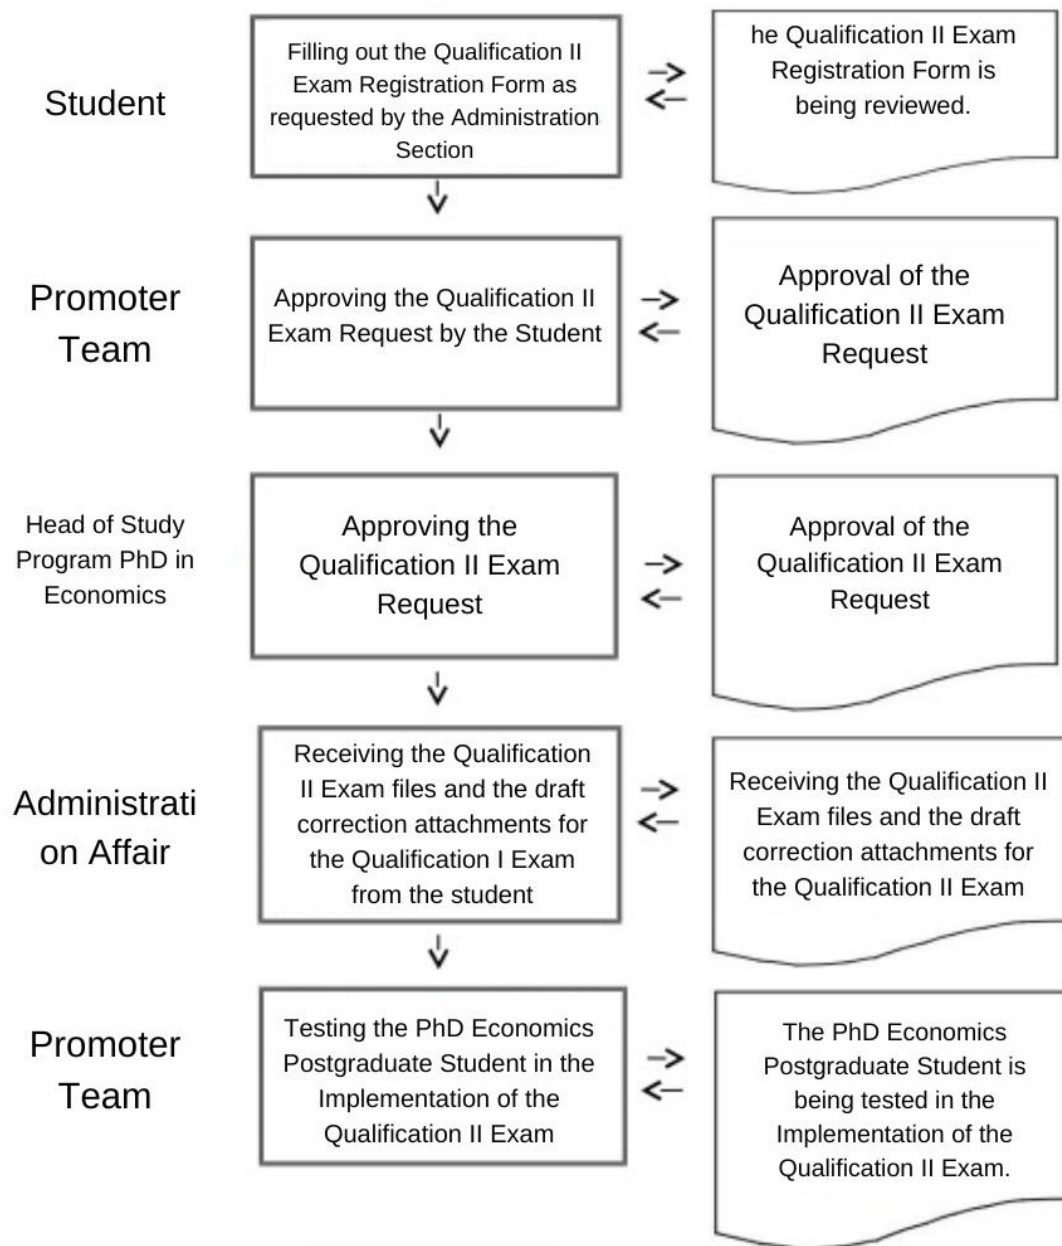 Student
Filling out the Qualification II
Exam Registration Form as
requested by the Administration
Section
he Qualification II Exam
Registration Form is
being reviewed.
Promoter
Team
Approving the Qualification II
Exam Request by the Student
Approval of the
Qualification II Exam
Request
Head of Study
Program PhD in
Economics
Approving the
Qualification II Exam
Request
Approval of the
Qualification II Exam
Request
Administrati
on Affair
Receiving the Qualification
II Exam files and the draft
correction attachments for
the Qualification I Exam
from the student
Receiving the Qualification II
Exam files and the draft
correction attachments for
the Qualification II Exam
Promoter
Team
Testing the PhD Economics
Postgraduate Student in the
Implementation of the
Qualification II Exam
The PhD Economics
Postgraduate Student is
being tested in the
Implementation of the
Qualification II Exam.